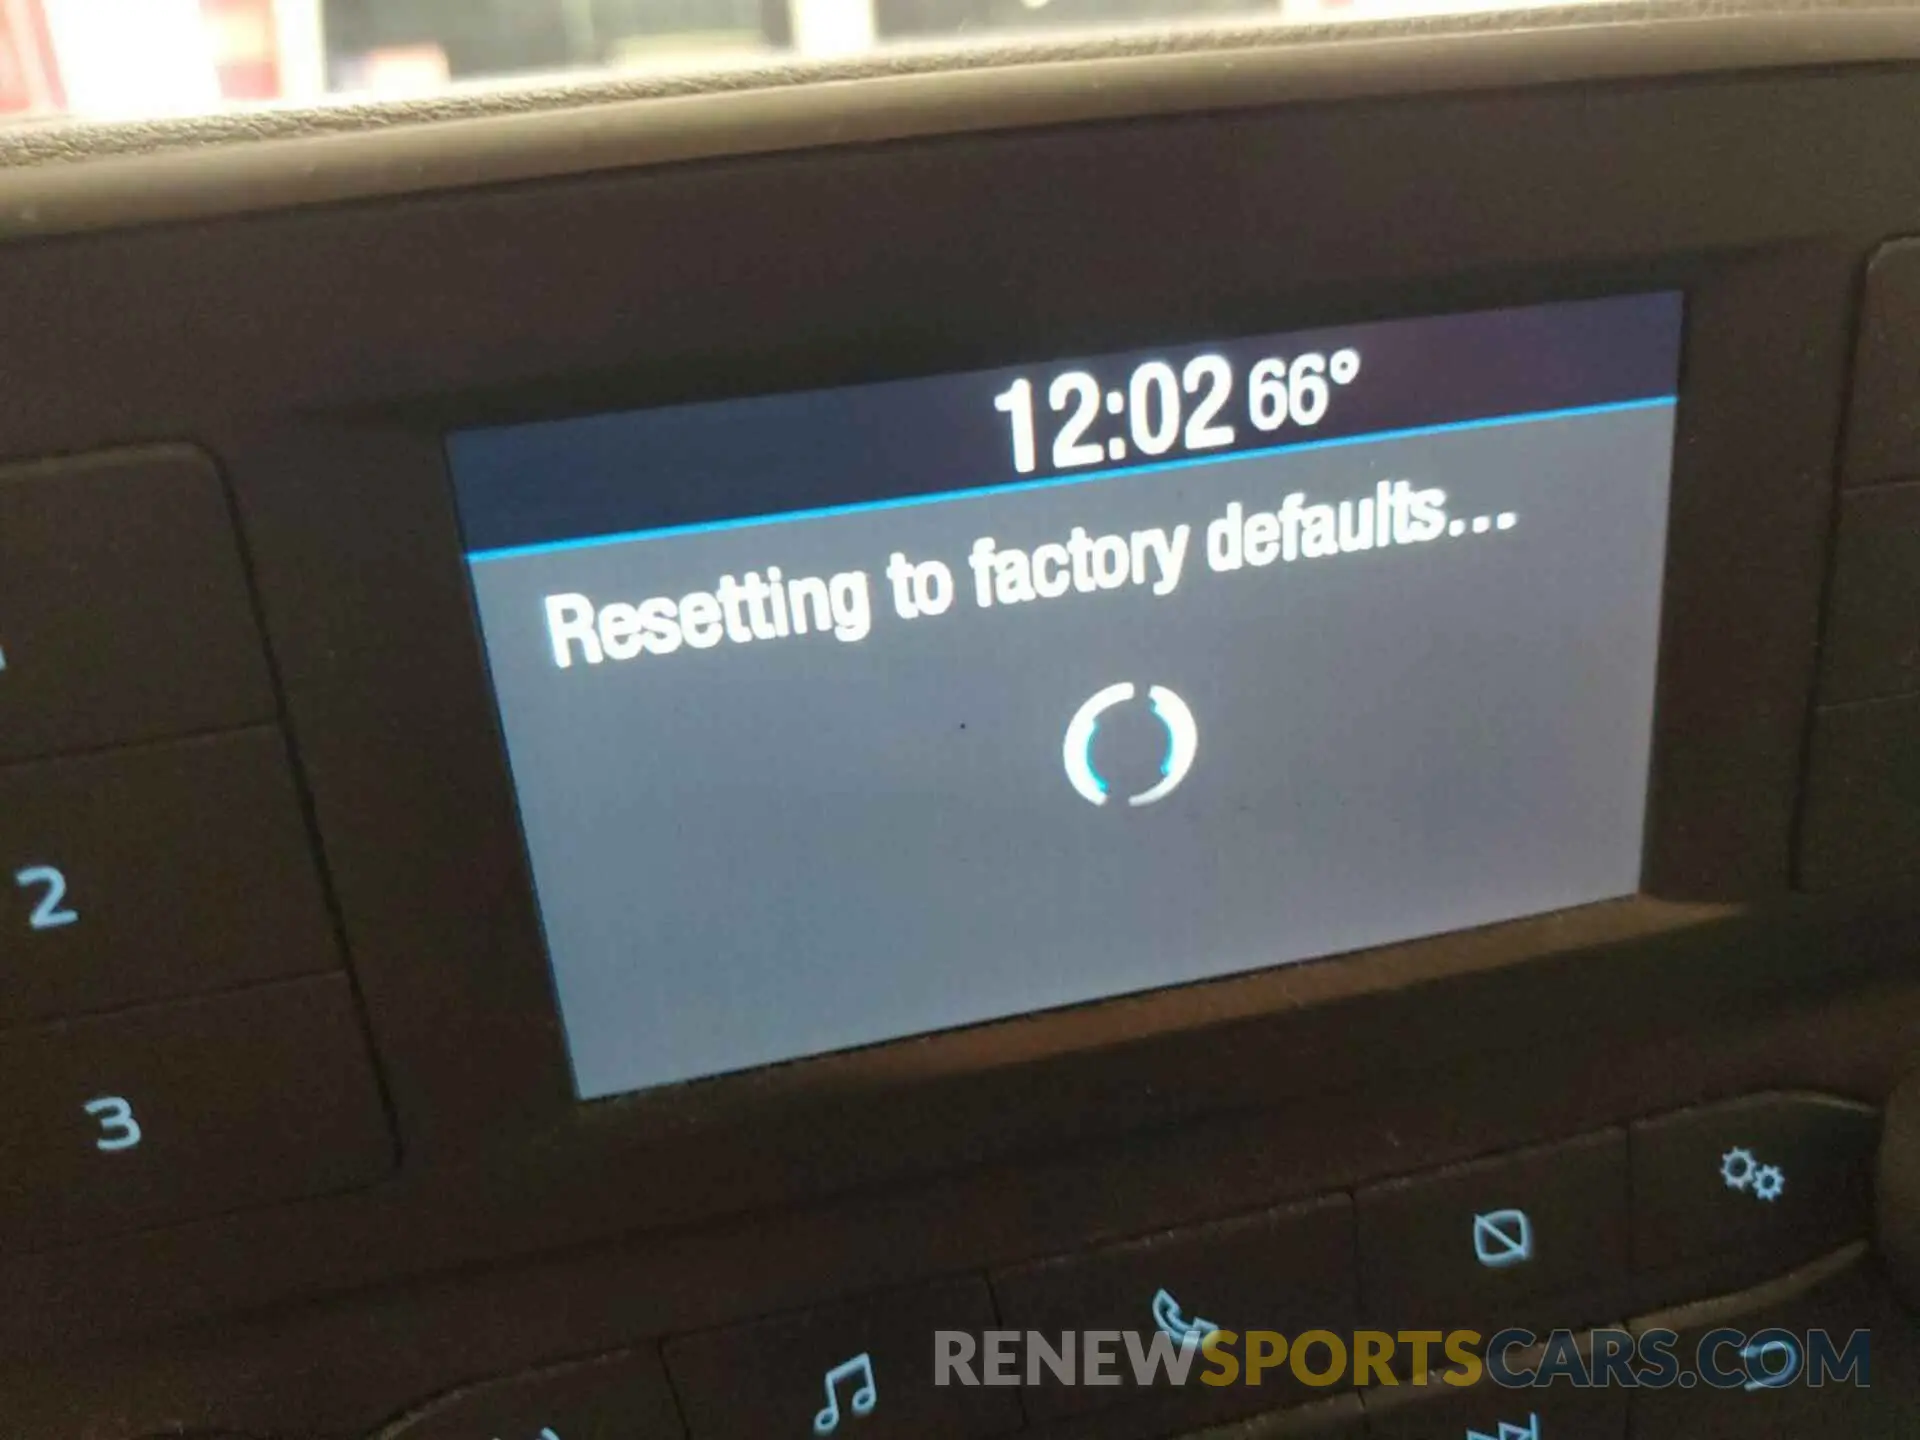 12:02 66°
Resetting to factory defaults...
2
3
RENEWSPORTSCARS.COM